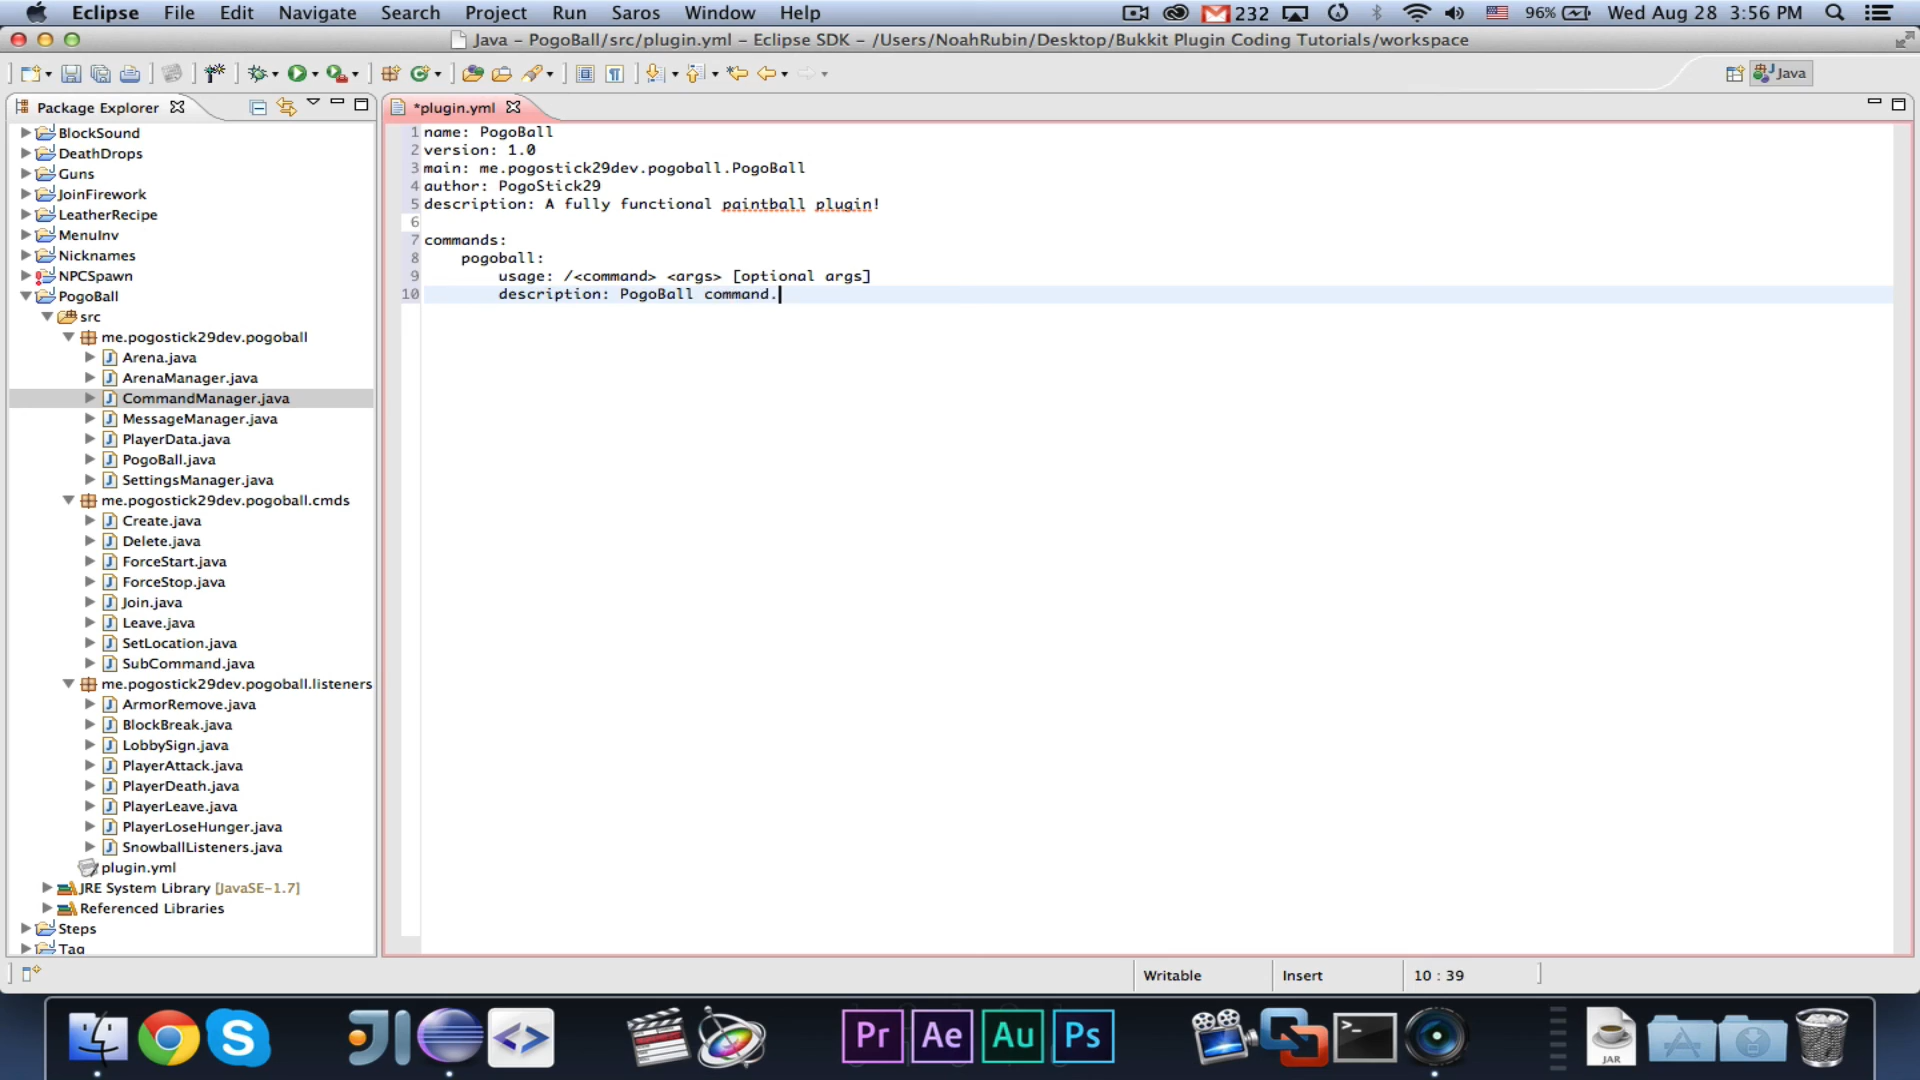 Eclipse File Edit Navigate Search Project Run Saros Window Help 232 96% Wed Aug 28 3:56 PM
Java – PogoBall/src/plugin.yml – Eclipse SDK – /Users/NoahRubin/Desktop/Bukkit Plugin Coding Tutorials/workspace
Java
Package Explorer
BlockSound
DeathDrops
Guns
JoinFirework
LeatherRecipe
MenuInv
Nicknames
NPCSpawn
PogoBall
src
me.pogostick29dev.pogoball
Arena.java
ArenaManager.java
CommandManager.java
MessageManager.java
PlayerData.java
PogoBall.java
SettingsManager.java
me.pogostick29dev.pogoball.cmds
Create.java
Delete.java
ForceStart.java
ForceStop.java
Join.java
Leave.java
SetLocation.java
SubCommand.java
me.pogostick29dev.pogoball.listeners
ArmorRemove.java
BlockBreak.java
LobbySign.java
PlayerAttack.java
PlayerDeath.java
PlayerLeave.java
PlayerLoseHunger.java
SnowballListeners.java
plugin.yml
JRE System Library [JavaSE-1.7]
Referenced Libraries
Steps
Tag
*plugin.yml
1 name: PogoBall
2 version: 1.0
3 main: me.pogostick29dev.pogoball.PogoBall
4 author: PogoStick29
5 description: A fully functional paintball plugin!
6
7 commands:
8 pogoball:
9 usage: /<command> <args> [optional args]
10 description: PogoBall command.
Writable Insert 10 : 39
S JI Pr Ae Au Ps JAR